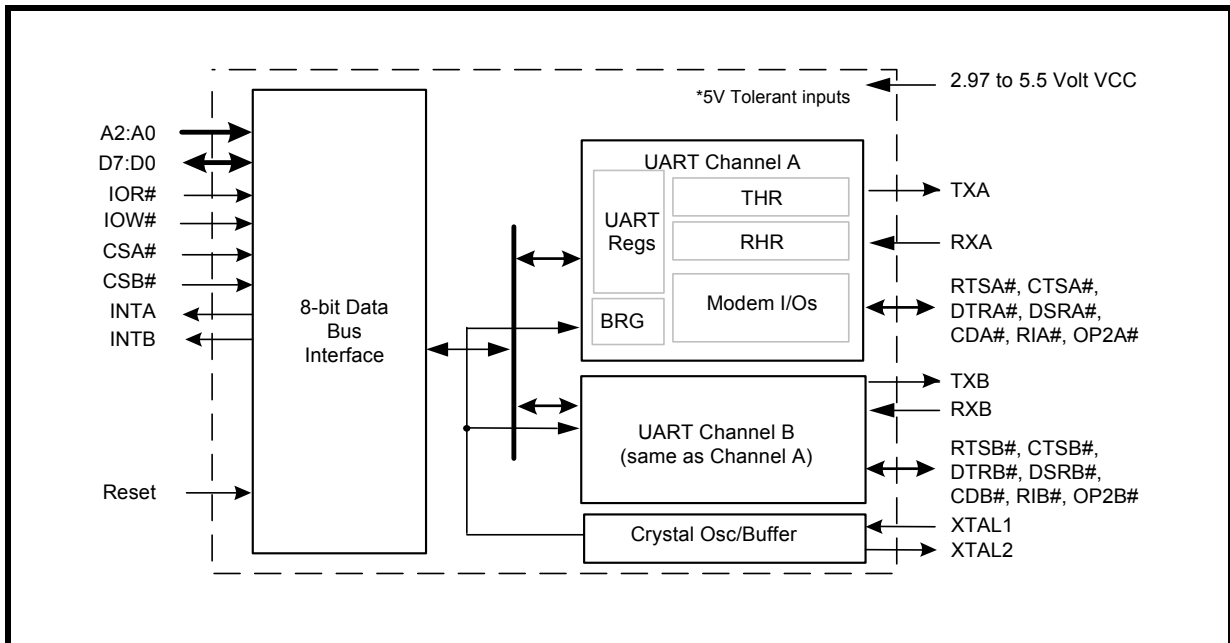 2.97 to 5.5 Volt VCC
*5V Tolerant inputs
A2:A0
D7:D0
IOR#
IOW#
CSA#
CSB#
INTA
INTB
Reset
8-bit Data
Bus
Interface
UART Channel A
UART
Regs
THR
RHR
BRG
Modem I/Os
TXA
RXA
RTSA#, CTSA#,
DTRA#, DSRA#,
CDA#, RIA#, OP2A#
UART Channel B
(same as Channel A)
TXB
RXB
RTSB#, CTSB#,
DTRB#, DSRB#,
CDB#, RIB#, OP2B#
Crystal Osc/Buffer
XTAL1
XTAL2